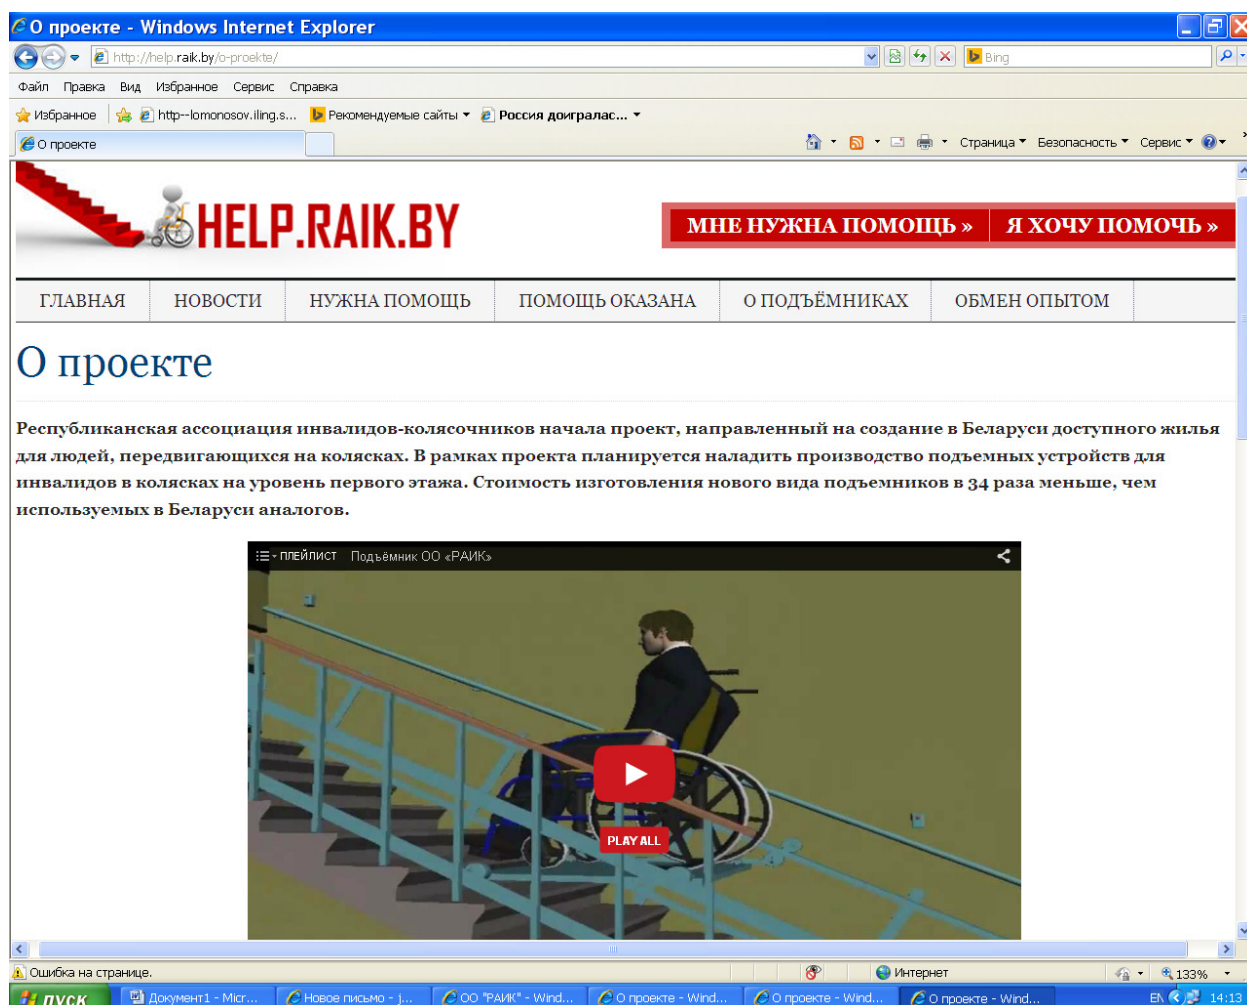 О проекте - Windows Internet Explorer
http://help.raik.by/o-proekte/
Bing
Файл Правка Вид Избранное Сервис Справка
Избранное http--lomonosov.iling.s... Рекомендуемые сайты Россия доигралас...
О проекте Страница Безопасность Сервис
HELP.RAIK.BY
МНЕ НУЖНА ПОМОЩЬ » Я ХОЧУ ПОМОЧЬ »
ГЛАВНАЯ НОВОСТИ НУЖНА ПОМОЩЬ ПОМОЩЬ ОКАЗАНА О ПОДЪЁМНИКАХ ОБМЕН ОПЫТОМ
О проекте
Республиканская ассоциация инвалидов-колясочников начала проект, направленный на создание в Беларуси доступного жилья
для людей, передвигающихся на колясках. В рамках проекта планируется наладить производство подъемных устройств для
инвалидов в колясках на уровень первого этажа. Стоимость изготовления нового вида подъемников в 34 раза меньше, чем
используемых в Беларуси аналогов.
ПЛЕЙЛИСТ Подъёмник ОО «РАИК»
PLAY ALL
Ошибка на странице. Интернет 133%
пуск Документ1 - Micr... Новое письмо - j... ОО "РАИК" - Wind... О проекте - Wind... О проекте - Wind... О проекте - Wind... EN 14:13